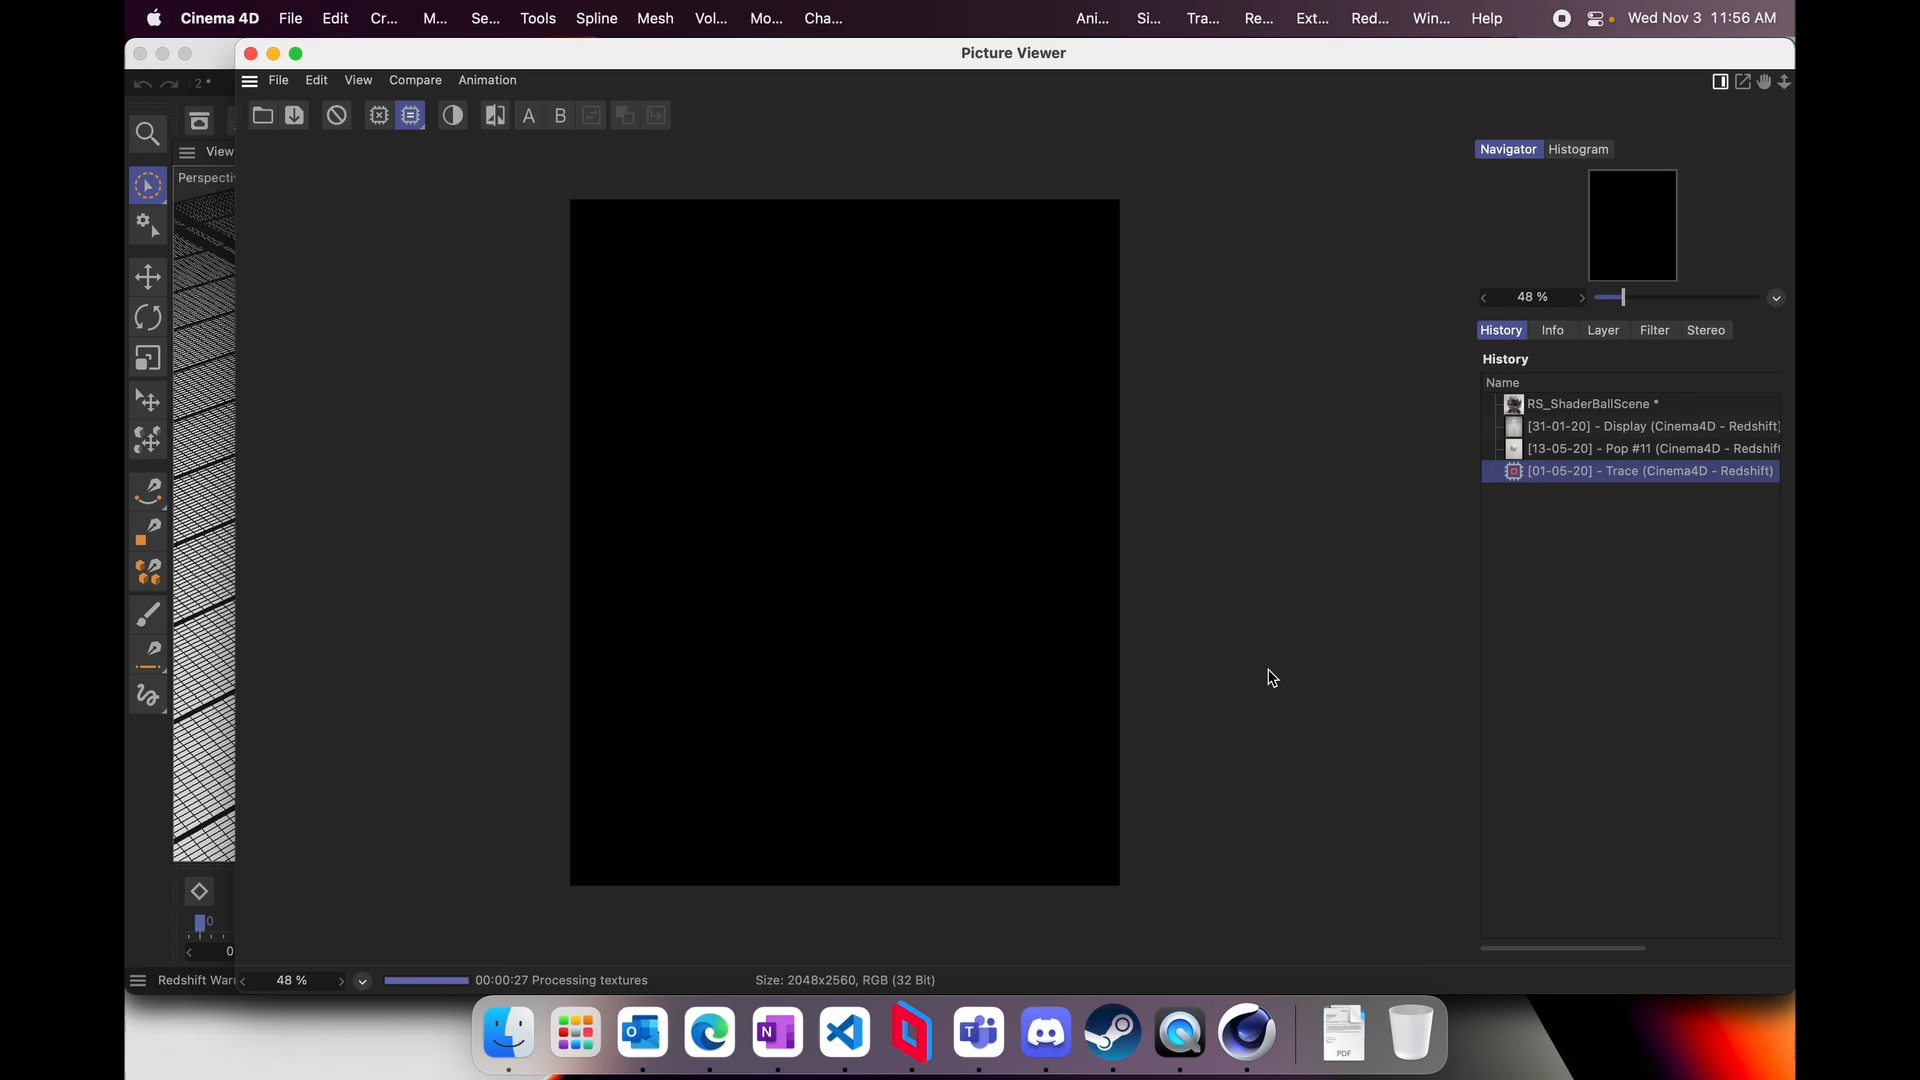 Cinema 4D File Edit Cr... M... Se... Tools Spline Mesh Vol... Mo... Cha... Ani... Si... Tra... Re... Ext... Red... Win... Help Wed Nov 3 11:56 AM
Picture Viewer
File Edit View Compare Animation
2 *
A B
View
Navigator Histogram
Perspecti
48 %
History Info Layer Filter Stereo
History
Name
RS_ShaderBallScene *
[31-01-20] - Display (Cinema4D - Redshift)
[13-05-20] - Pop #11 (Cinema4D - Redshift
[01-05-20] - Trace (Cinema4D - Redshift)
0
0
Redshift War 48 % 00:00:27 Processing textures Size: 2048x2560, RGB (32 Bit)
PDF